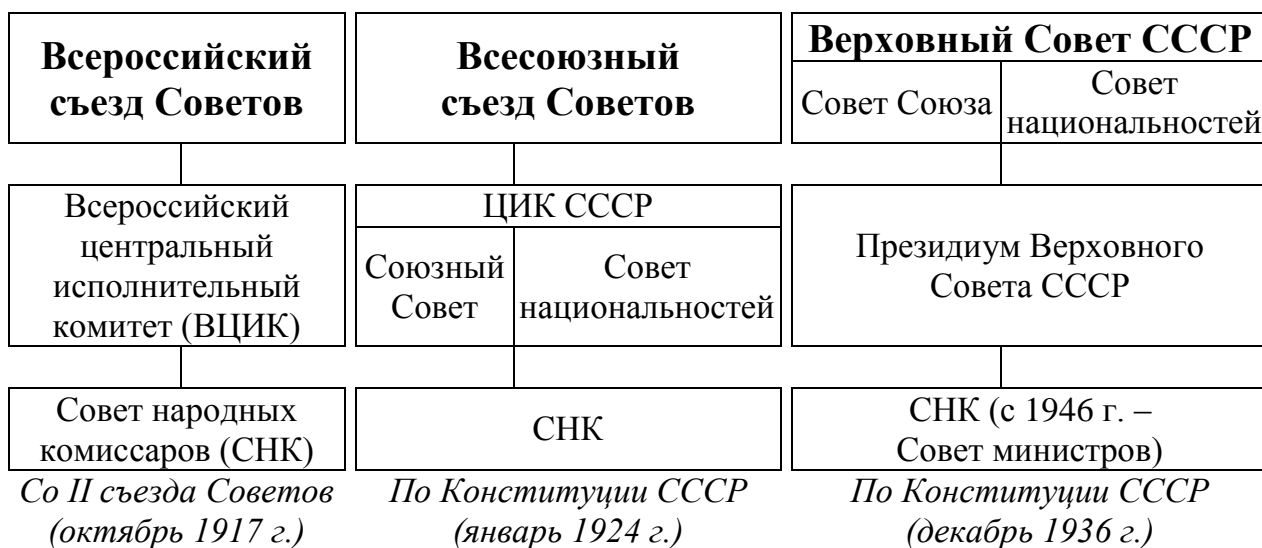 Всероссийский
съезд Советов
Всероссийский
центральный
исполнительный
комитет (ВЦИК)
Совет народных
комиссаров (СНК)
Со II съезда Советов
(октябрь 1917 г.)
Всесоюзный
съезд Советов
ЦИК СССР
Союзный
Совет
Совет
национальностей
СНК
По Конституции СССР
(январь 1924 г.)
Верховный Совет СССР
Совет Союза
Совет
национальностей
Президиум Верховного
Совета СССР
СНК (с 1946 г. –
Совет министров)
По Конституции СССР
(декабрь 1936 г.)